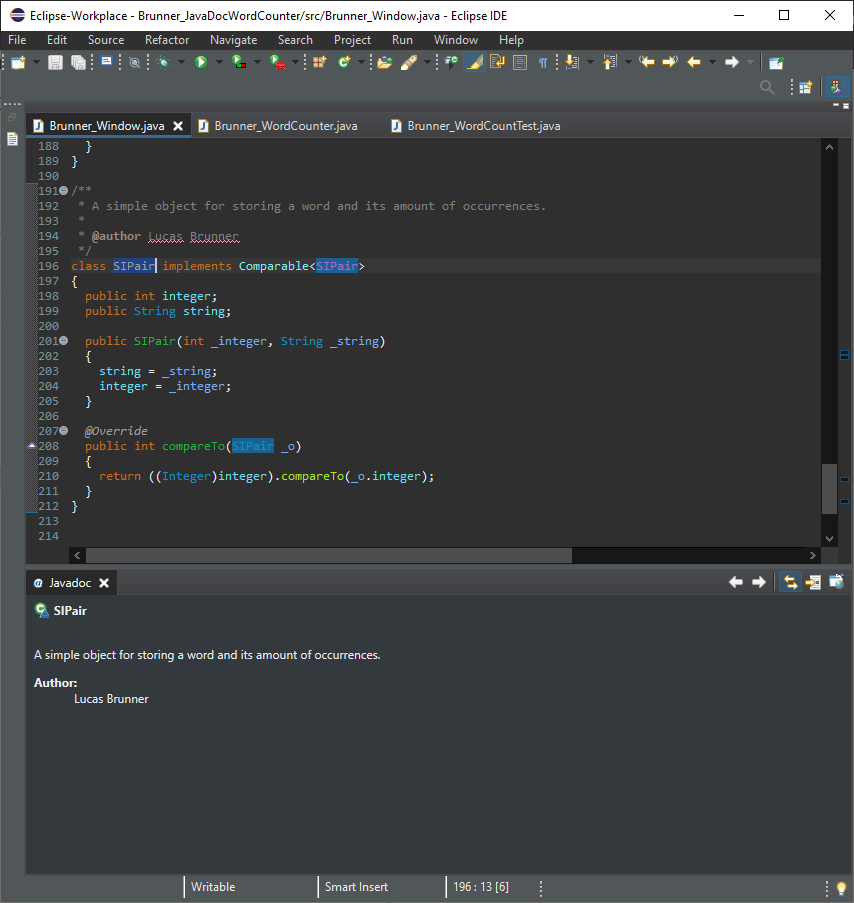 Eclipse-Workplace - Brunner_JavaDocWordCounter/src/Brunner_Window.java - Eclipse IDE
File Edit Source Refactor Navigate Search Project Run Window Help
Brunner_Window.java Brunner_WordCounter.java Brunner_WordCountTest.java
188 }
189 }
190
191 /**
192 * A simple object for storing a word and its amount of occurrences.
193 *
194 * @author Lucas Brunner
195 */
196 class SIPair implements Comparable<SIPair>
197 {
198 public int integer;
199 public String string;
200
201 public SIPair(int _integer, String _string)
202 {
203 string = _string;
204 integer = _integer;
205 }
206
207 @Override
208 public int compareTo(SIPair _o)
209 {
210 return ((Integer)integer).compareTo(_o.integer);
211 }
212 }
213
214
@ Javadoc
SIPair
A simple object for storing a word and its amount of occurrences.
Author:
Lucas Brunner
Writable Smart Insert 196 : 13 [6]